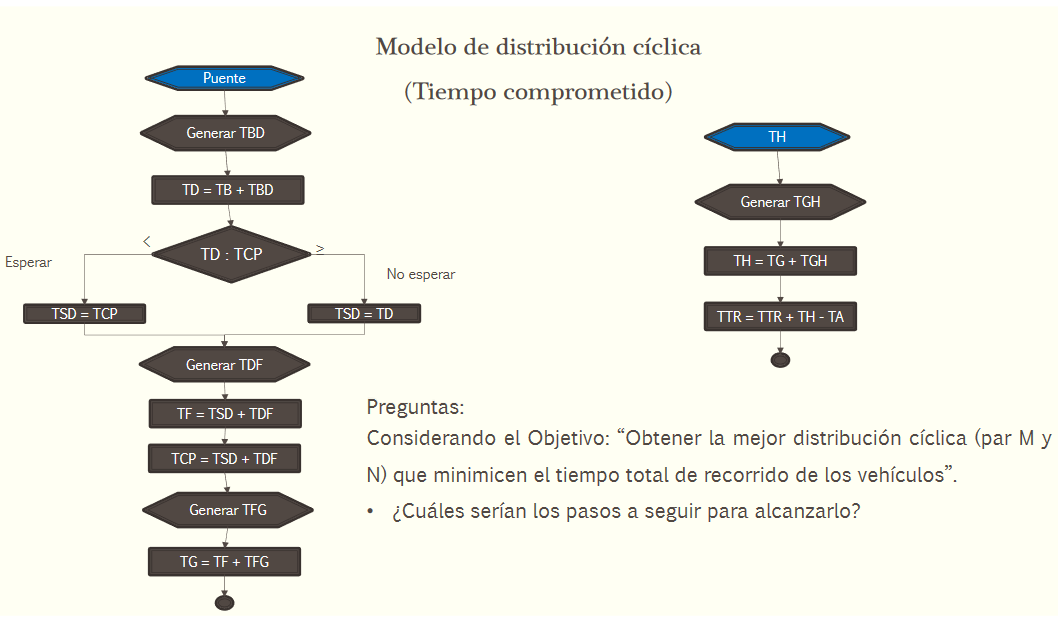 Modelo de distribución cíclica
(Tiempo comprometido)
Puente
Generar TBD
TD = TB + TBD
TD : TCP
<
≥
Esperar
No esperar
TSD = TCP
TSD = TD
Generar TDF
TF = TSD + TDF
TCP = TSD + TDF
Generar TFG
TG = TF + TFG
TH
Generar TGH
TH = TG + TGH
TTR = TTR + TH - TA
Preguntas:
Considerando el Objetivo: “Obtener la mejor distribución cíclica (par M y
N) que minimicen el tiempo total de recorrido de los vehículos”.
• ¿Cuáles serían los pasos a seguir para alcanzarlo?